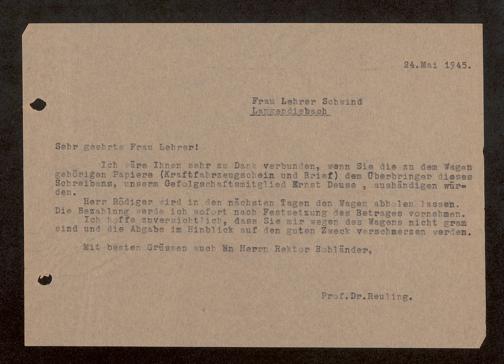 24.Mai 1945.
Frau Lehrer Schwind
Langendiebach
Sehr geehrte Frau Lehrer!
Ich wäre Ihnen sehr zu Dank verbunden, wenn Sie die zu dem Wagen
gehörigen Papiere (Kraftfahrzeugschein und Brief) dem Überbringer dieses
Schreibens, unserm Gefolgschaftsmitglied Ernst Deuse , aushändigen wür-
den.
Herr Rödiger wird in den nächsten Tagen den Wagen abholen lassen.
Die Bezahlung werde ich sofort nach Festsetzung des Betrages vornehmen.
Ich hoffe zuversichtlich, dass Sie mir wegen des Wagens nicht gram
sind und die Abgabe im Hinblick auf den guten Zweck verschmerzen werden.
Mit besten Grüssen auch an Herrn Rektor Bohländer,
Prof.Dr.Reuling.